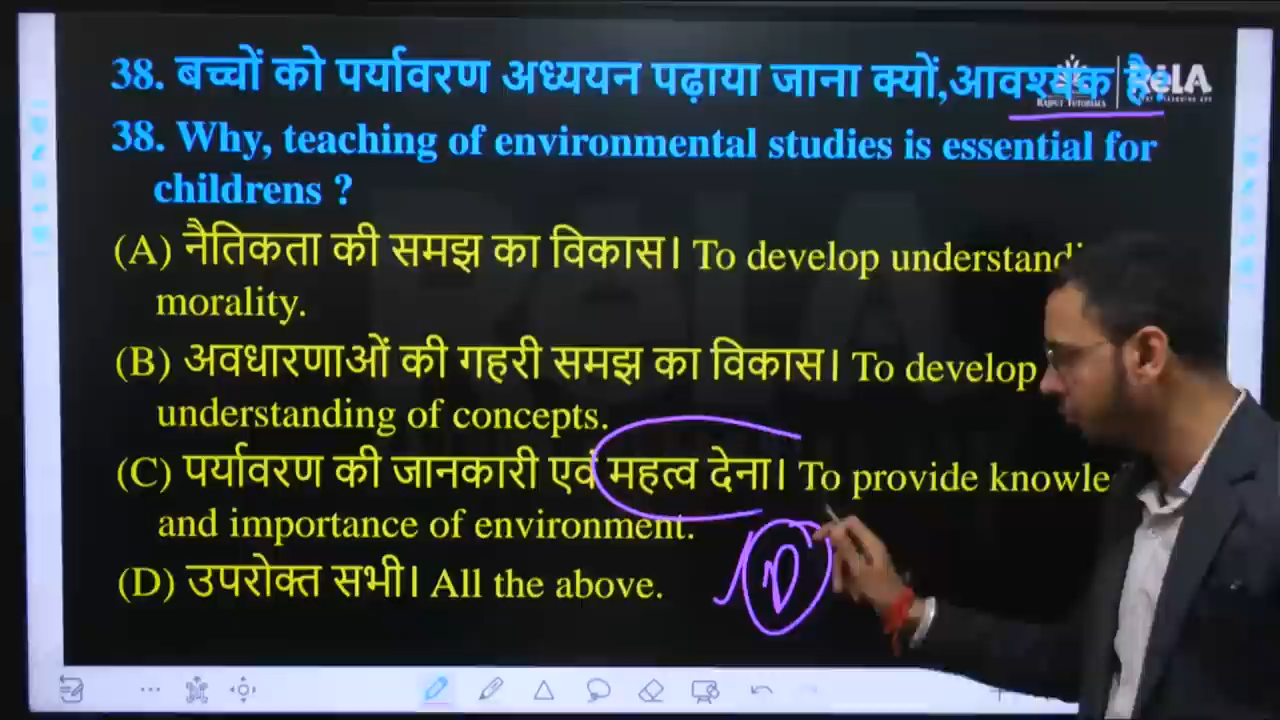 38. बच्चों को पर्यावरण अध्ययन पढ़ाया जाना क्यों,आवश्यक है?
38. Why, teaching of environmental studies is essential for
childrens ?
(A) नैतिकता की समझ का विकास। To develop
morality.
(B) अवधारणाओं की गहरी समझ का विकास। To develop
understanding of concepts.
(C) पर्यावरण की जानकारी एवं महत्व देना। To provide
and importance of environment.
(D) उपरोक्त सभी। All the above.
D